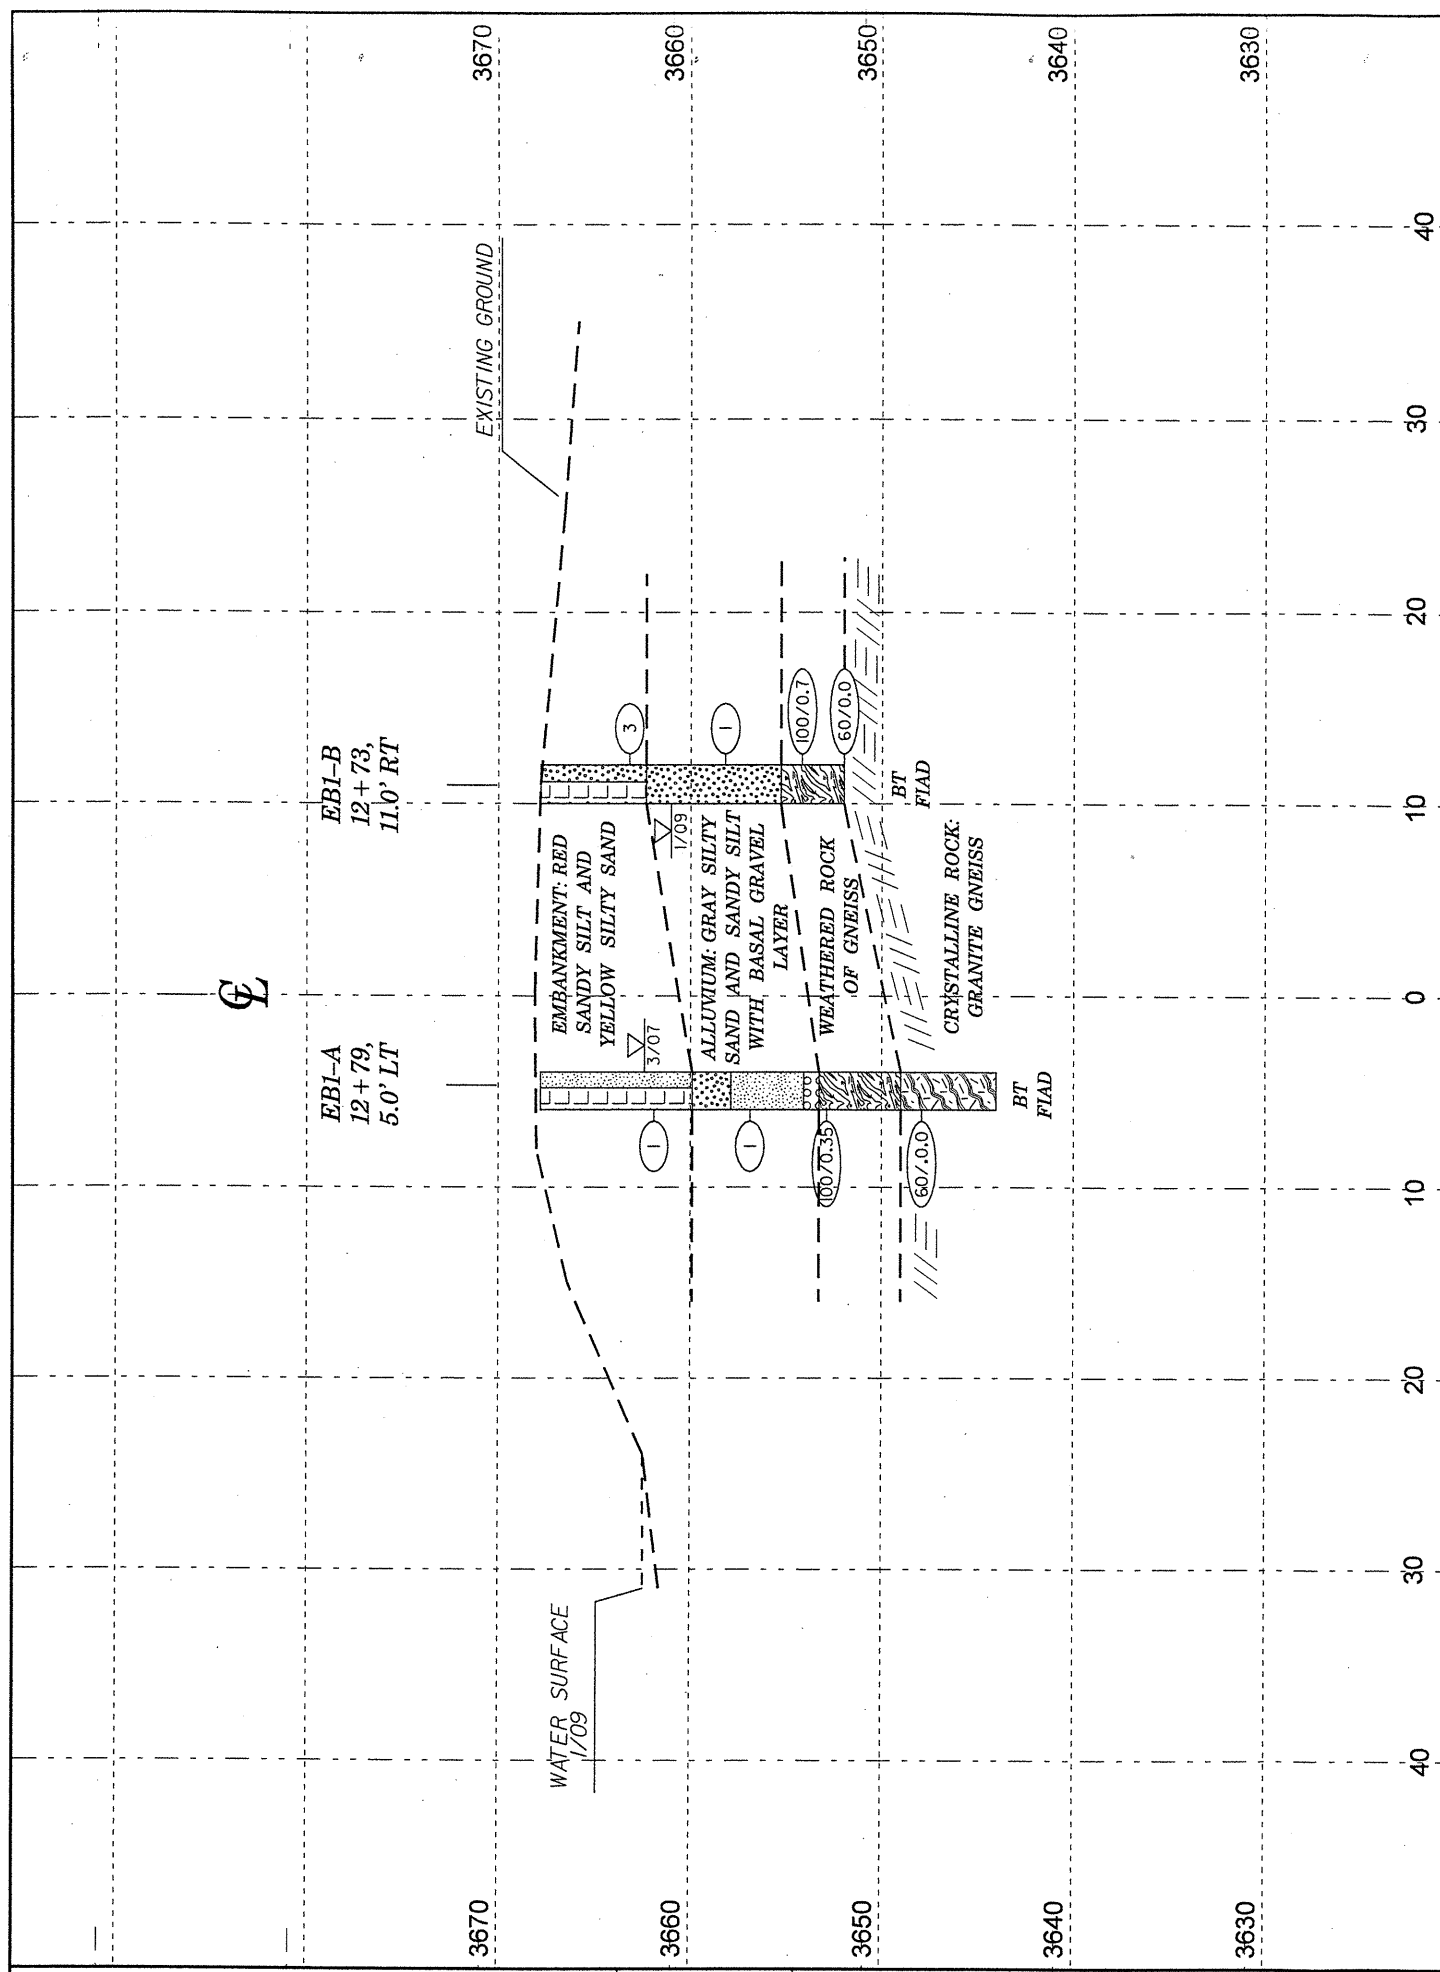 ℄
EB1-A
12+79,
5.0' LT
EB1-B
12+73,
11.0' RT
3670
3670
EXISTING GROUND
WATER SURFACE
1/09
EMBANKMENT: RED
SANDY SILT AND
YELLOW SILTY SAND
3/07
1/09
1
3
3660
3660
ALLUVIUM: GRAY SILTY
SAND AND SANDY SILT
WITH BASAL GRAVEL
LAYER
1
1
WEATHERED ROCK
OF GNEISS
100/0.35
100/0.7
3650
3650
60/.0.0
60/0.0
CRYSTALLINE ROCK:
GRANITE GNEISS
BT
FIAD
BT
FIAD
3640
3640
3630
3630
40
30
20
10
0
10
20
30
40